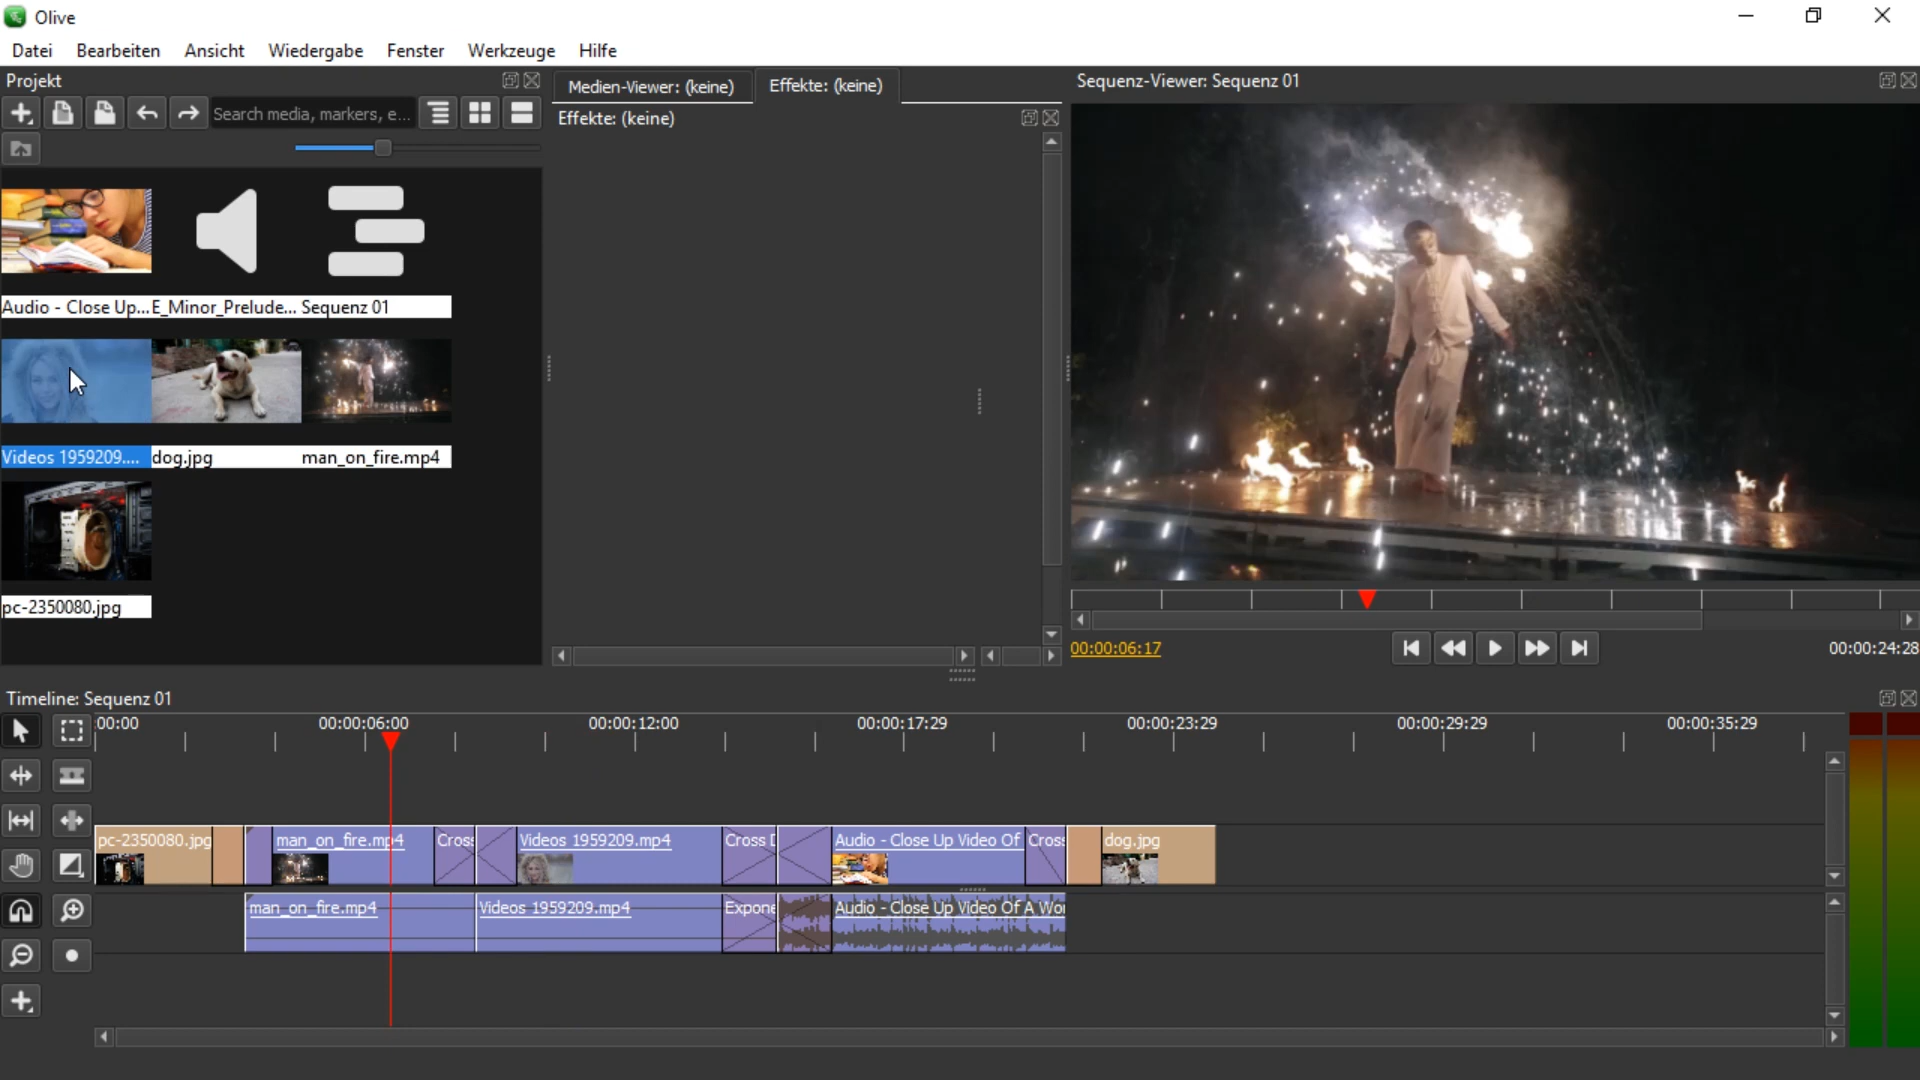 Olive
Datei Bearbeiten Ansicht Wiedergabe Fenster Werkzeuge Hilfe
Projekt
Search media, markers, e...
Audio - Close Up... E_Minor_Prelude... Sequenz 01
Videos 1959209.... dog.jpg man_on_fire.mp4
pc-2350080.jpg
Medien-Viewer: (keine) Effekte: (keine)
Effekte: (keine)
Sequenz-Viewer: Sequenz 01
00:00:06:17 00:00:24:28
Timeline: Sequenz 01
:00:00 00:00:06:00 00:00:12:00 00:00:17:29 00:00:23:29 00:00:29:29 00:00:35:29
pc-2350080.jpg man_on_fire.mp4 Cros Videos 1959209.mp4 Cross D Audio - Close Up Video Of Cros dog.jpg
man_on_fire.mp4 Videos 1959209.mp4 Expone Audio - Close Up Video Of A Wo